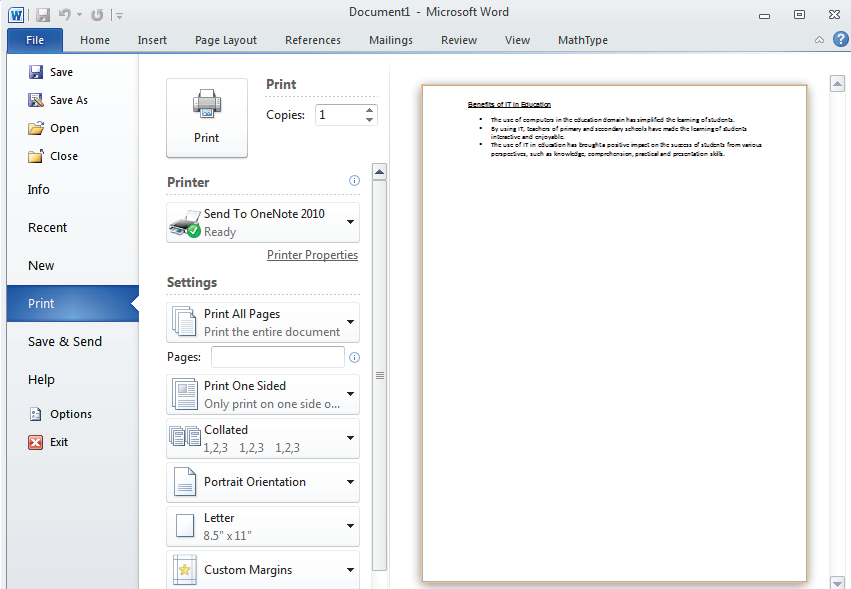 Document1 - Microsoft Word
File Home Insert Page Layout References Mailings Review View MathType
Save
Save As
Open
Close
Info
Recent
New
Print
Save & Send
Help
Options
Exit
Print
Print
Copies: 1
Printer
Send To OneNote 2010
Ready
Printer Properties
Settings
Print All Pages
Print the entire document
Pages:
Print One Sided
Only print on one side o...
Collated
1,2,3 1,2,3 1,2,3
Portrait Orientation
Letter
8.5" x 11"
Custom Margins
Benefits of IT in Education
• The use of computers in the education domain has simplified the learning of students.
• By using IT, teachers of primary and secondary schools have made the learning of students
interactive and enjoyable.
• The use of IT in education has brought a positive impact on the success of students from various
perspectives, such as knowledge, comprehension, practical and presentation skills.